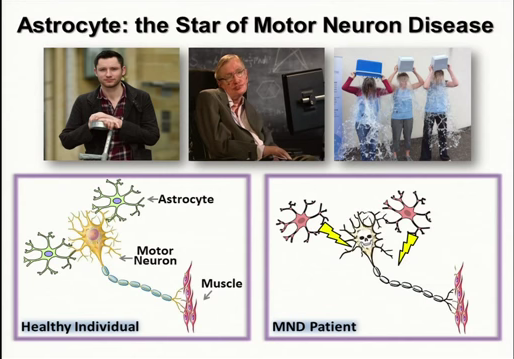 Astrocyte: the Star of Motor Neuron Disease
Astrocyte
Motor
Neuron
Muscle
Healthy Individual
MND Patient